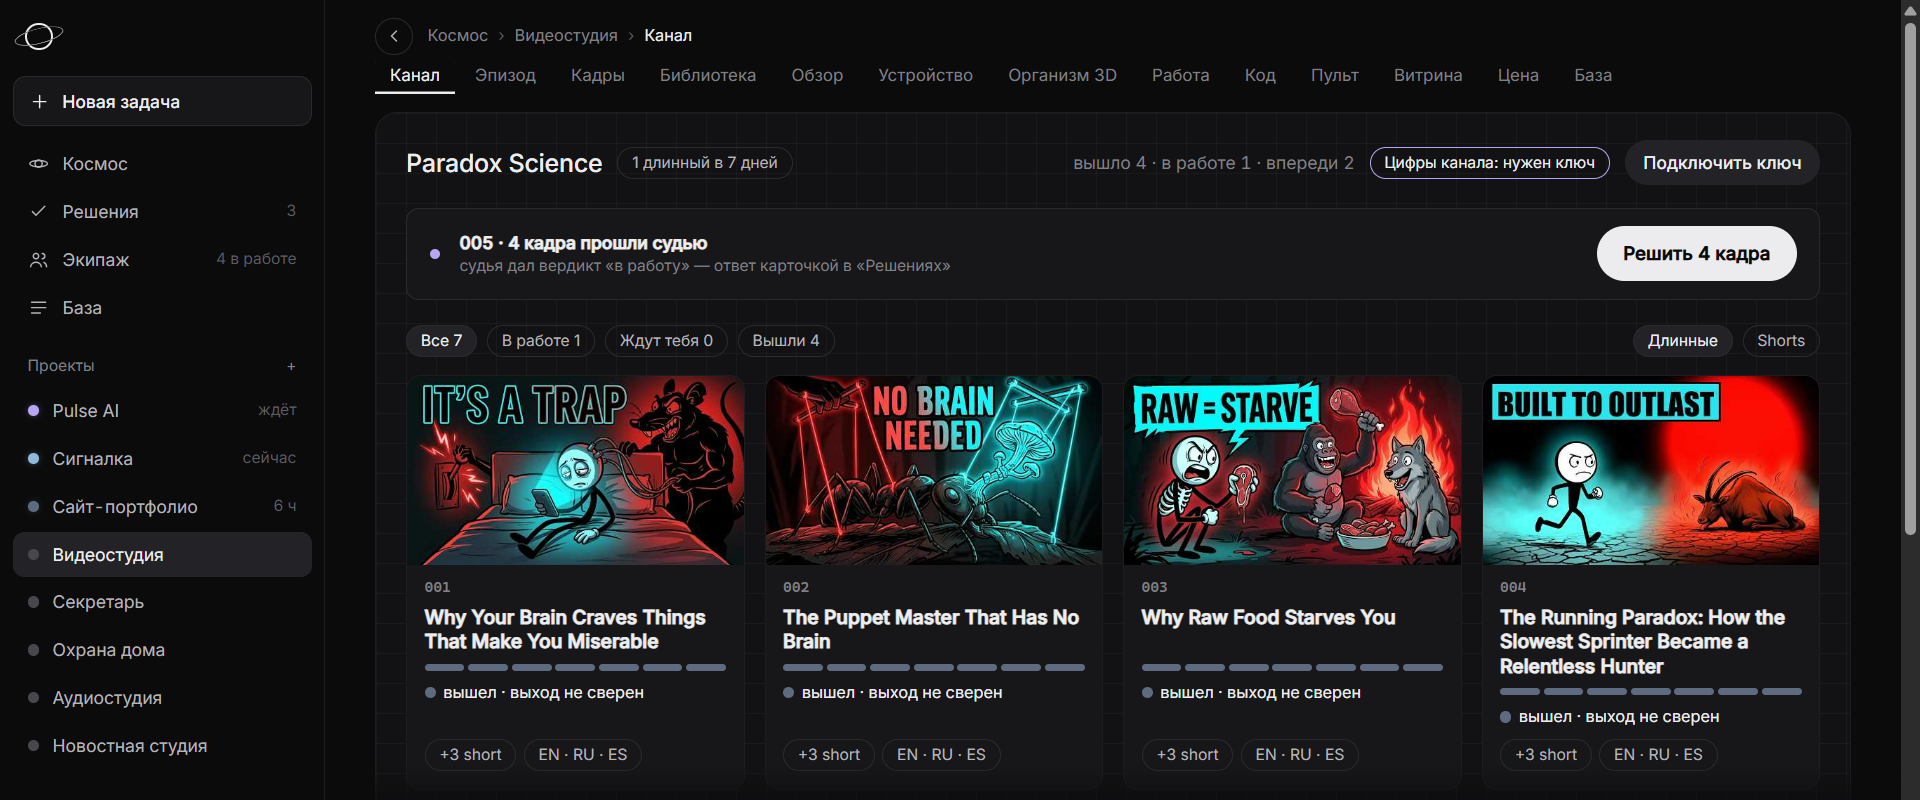 Новая задача
Космос
Решения 3
Экипаж 4 в работе
База
Проекты +
Pulse AI ждёт
Сигналка сейчас
Сайт-портфолио 6 ч
Видеостудия
Секретарь
Охрана дома
Аудиостудия
Новостная студия
Космос › Видеостудия › Канал
Канал Эпизод Кадры Библиотека Обзор Устройство Организм 3D Работа Код Пульт Витрина Цена База
Paradox Science 1 длинный в 7 дней вышло 4 · в работе 1 · впереди 2 Цифры канала: нужен ключ Подключить ключ
005 · 4 кадра прошли судью
судья дал вердикт «в работу» — ответ карточкой в «Решениях»
Решить 4 кадра
Все 7 В работе 1 Ждут тебя 0 Вышли 4 Длинные Shorts
IT'S A TRAP
001
Why Your Brain Craves Things
That Make You Miserable
вышел · выход не сверен
+3 short EN · RU · ES
NO BRAIN
NEEDED
002
The Puppet Master That Has No
Brain
вышел · выход не сверен
+3 short EN · RU · ES
RAW = STARVE
003
Why Raw Food Starves You
вышел · выход не сверен
+3 short EN · RU · ES
BUILT TO OUTLAST
004
The Running Paradox: How the
Slowest Sprinter Became a
Relentless Hunter
вышел · выход не сверен
+3 short EN · RU · ES